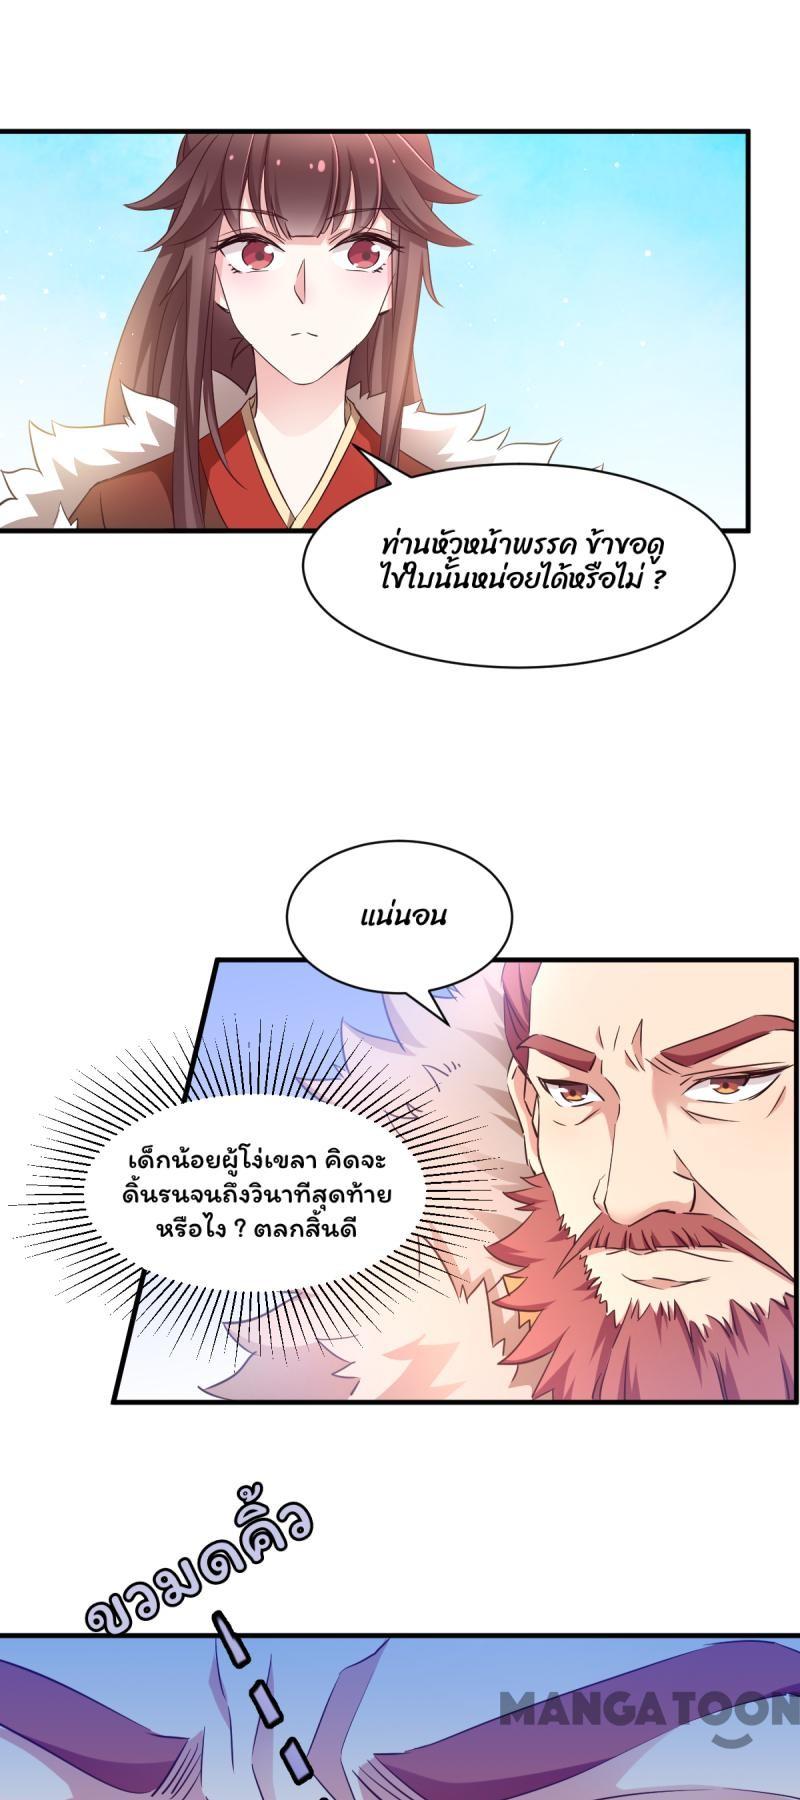 ท่านหัวหน้าพรรค ข้าขอดู
ไข่ใบนั้นหน่อยได้หรือไม่ ?
แน่นอน
เด็กน้อยผู้โง่เขลา คิดจะ
ดิ้นรนจนถึงวินาทีสุดท้าย
หรือไง ? ตลกสิ้นดี
ขวมดคิ้ว
MANGATOON